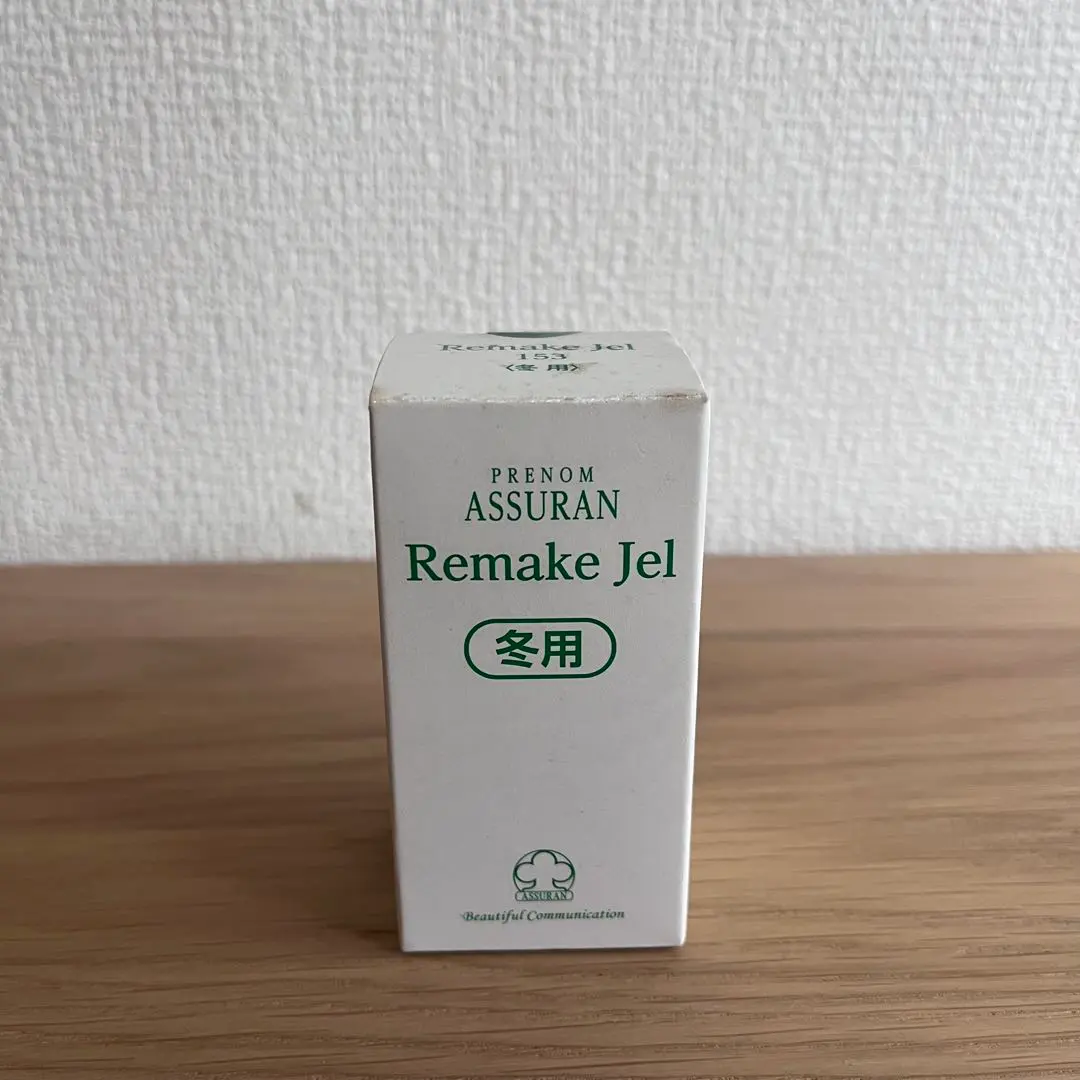 Remake Jel
153
〈冬用〉
PRENOM
ASSURAN
Remake Jel
冬用
ASSURAN
Beautiful Communication